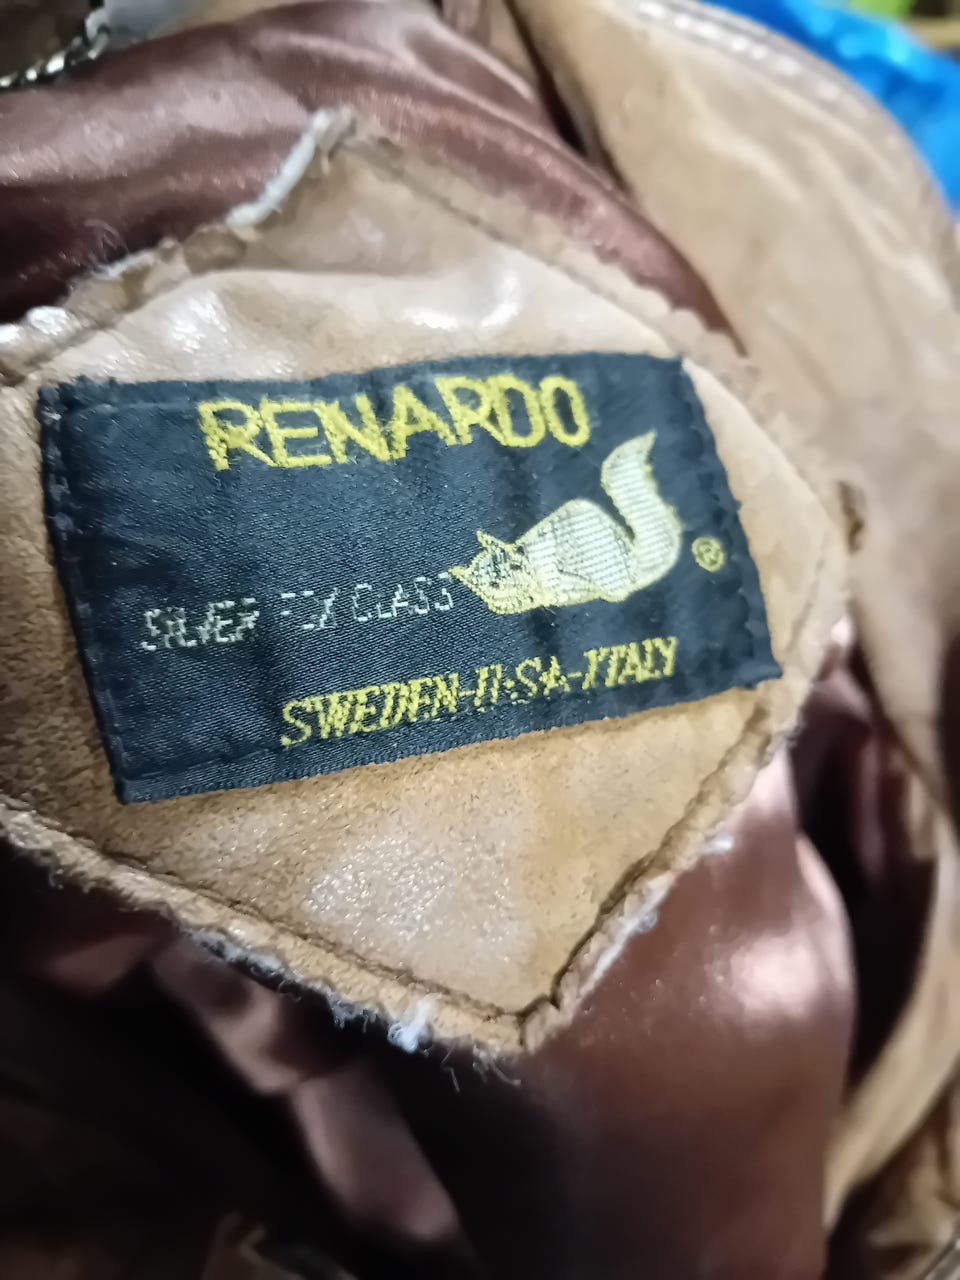 RENARDO
SILVER FOX CLASS
®
SWEDEN-U·SA-ITALY